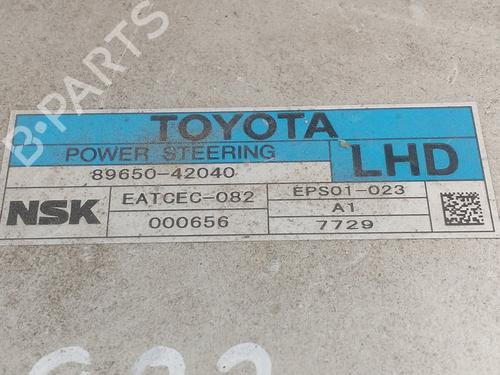 B-PARTS
TOYOTA
POWER STEERING
LHD
89650-42040
NSK
EATCEC-082
EPS01-023
A1
000656
7729